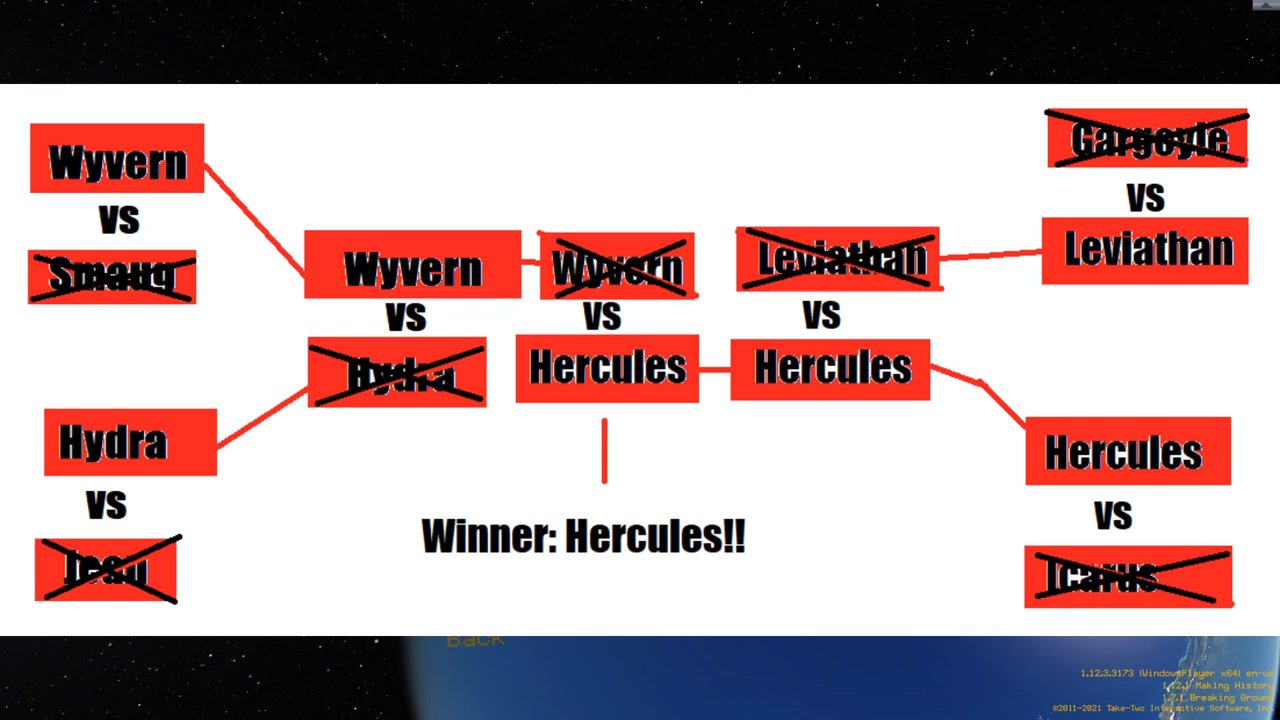 Wyvern
VS
Smaug
Hydra
VS
Wyvern
VS
Hydra
Wyvern
VS
Hercules
Leviathan
VS
Hercules
Gargoyle
VS
Leviathan
Hercules
VS
Icarus
Winner: Hercules!!
Back
1.12.3.3173 (WindowsPlayer x64) en-us
1.12.1 Making History
1.7.1 Breaking Ground
©2011-2021 Take-Two Interactive Software, Inc.